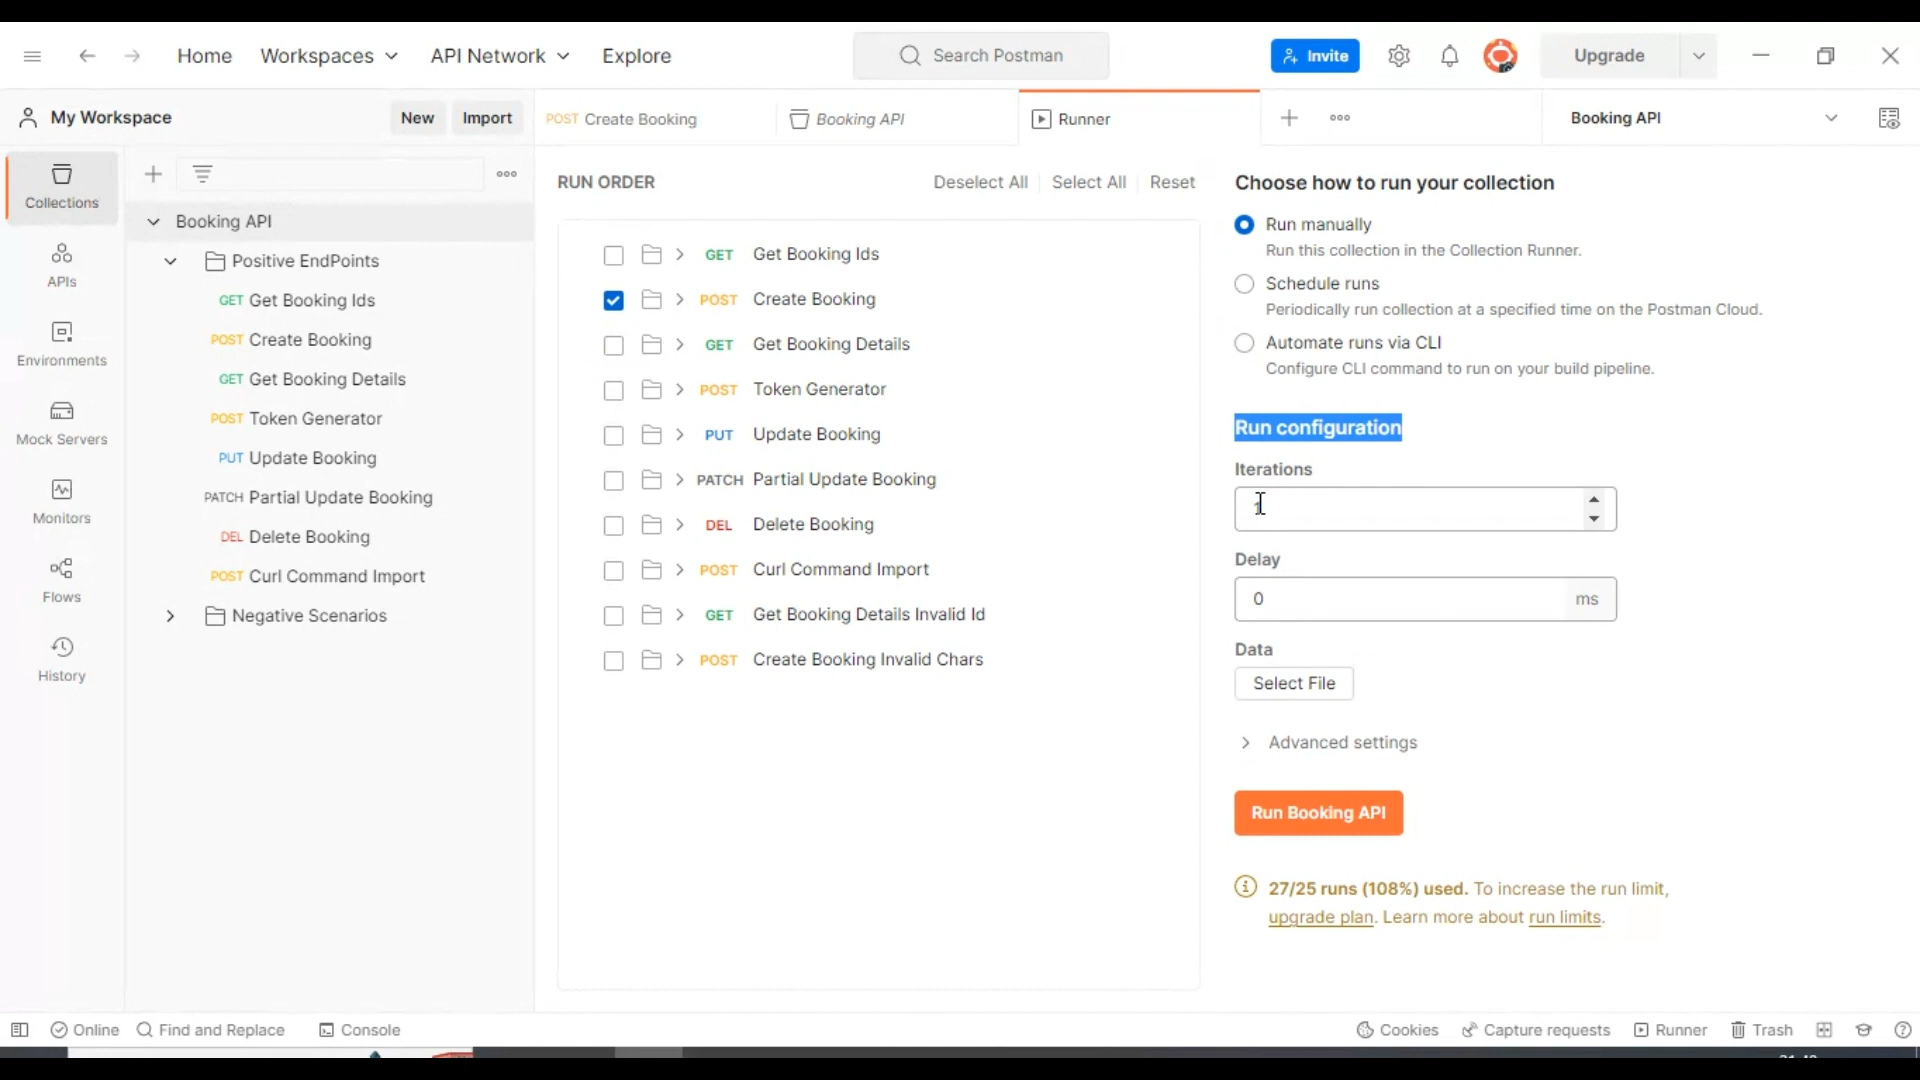 Home Workspaces API Network Explore Search Postman Invite Upgrade
My Workspace New Import POST Create Booking Booking API Runner Booking API
Collections
APIs
Environments
Mock Servers
Monitors
Flows
History
Booking API
Positive EndPoints
GET Get Booking Ids
POST Create Booking
GET Get Booking Details
POST Token Generator
PUT Update Booking
PATCH Partial Update Booking
DEL Delete Booking
POST Curl Command Import
Negative Scenarios
RUN ORDER Deselect All Select All Reset
GET Get Booking Ids
POST Create Booking
GET Get Booking Details
POST Token Generator
PUT Update Booking
PATCH Partial Update Booking
DEL Delete Booking
POST Curl Command Import
GET Get Booking Details Invalid Id
POST Create Booking Invalid Chars
Choose how to run your collection
Run manually
Run this collection in the Collection Runner.
Schedule runs
Periodically run collection at a specified time on the Postman Cloud.
Automate runs via CLI
Configure CLI command to run on your build pipeline.
Run configuration
Iterations
Delay
0 ms
Data
Select File
Advanced settings
Run Booking API
27/25 runs (108%) used. To increase the run limit,
upgrade plan. Learn more about run limits.
Online Find and Replace Console Cookies Capture requests Runner Trash